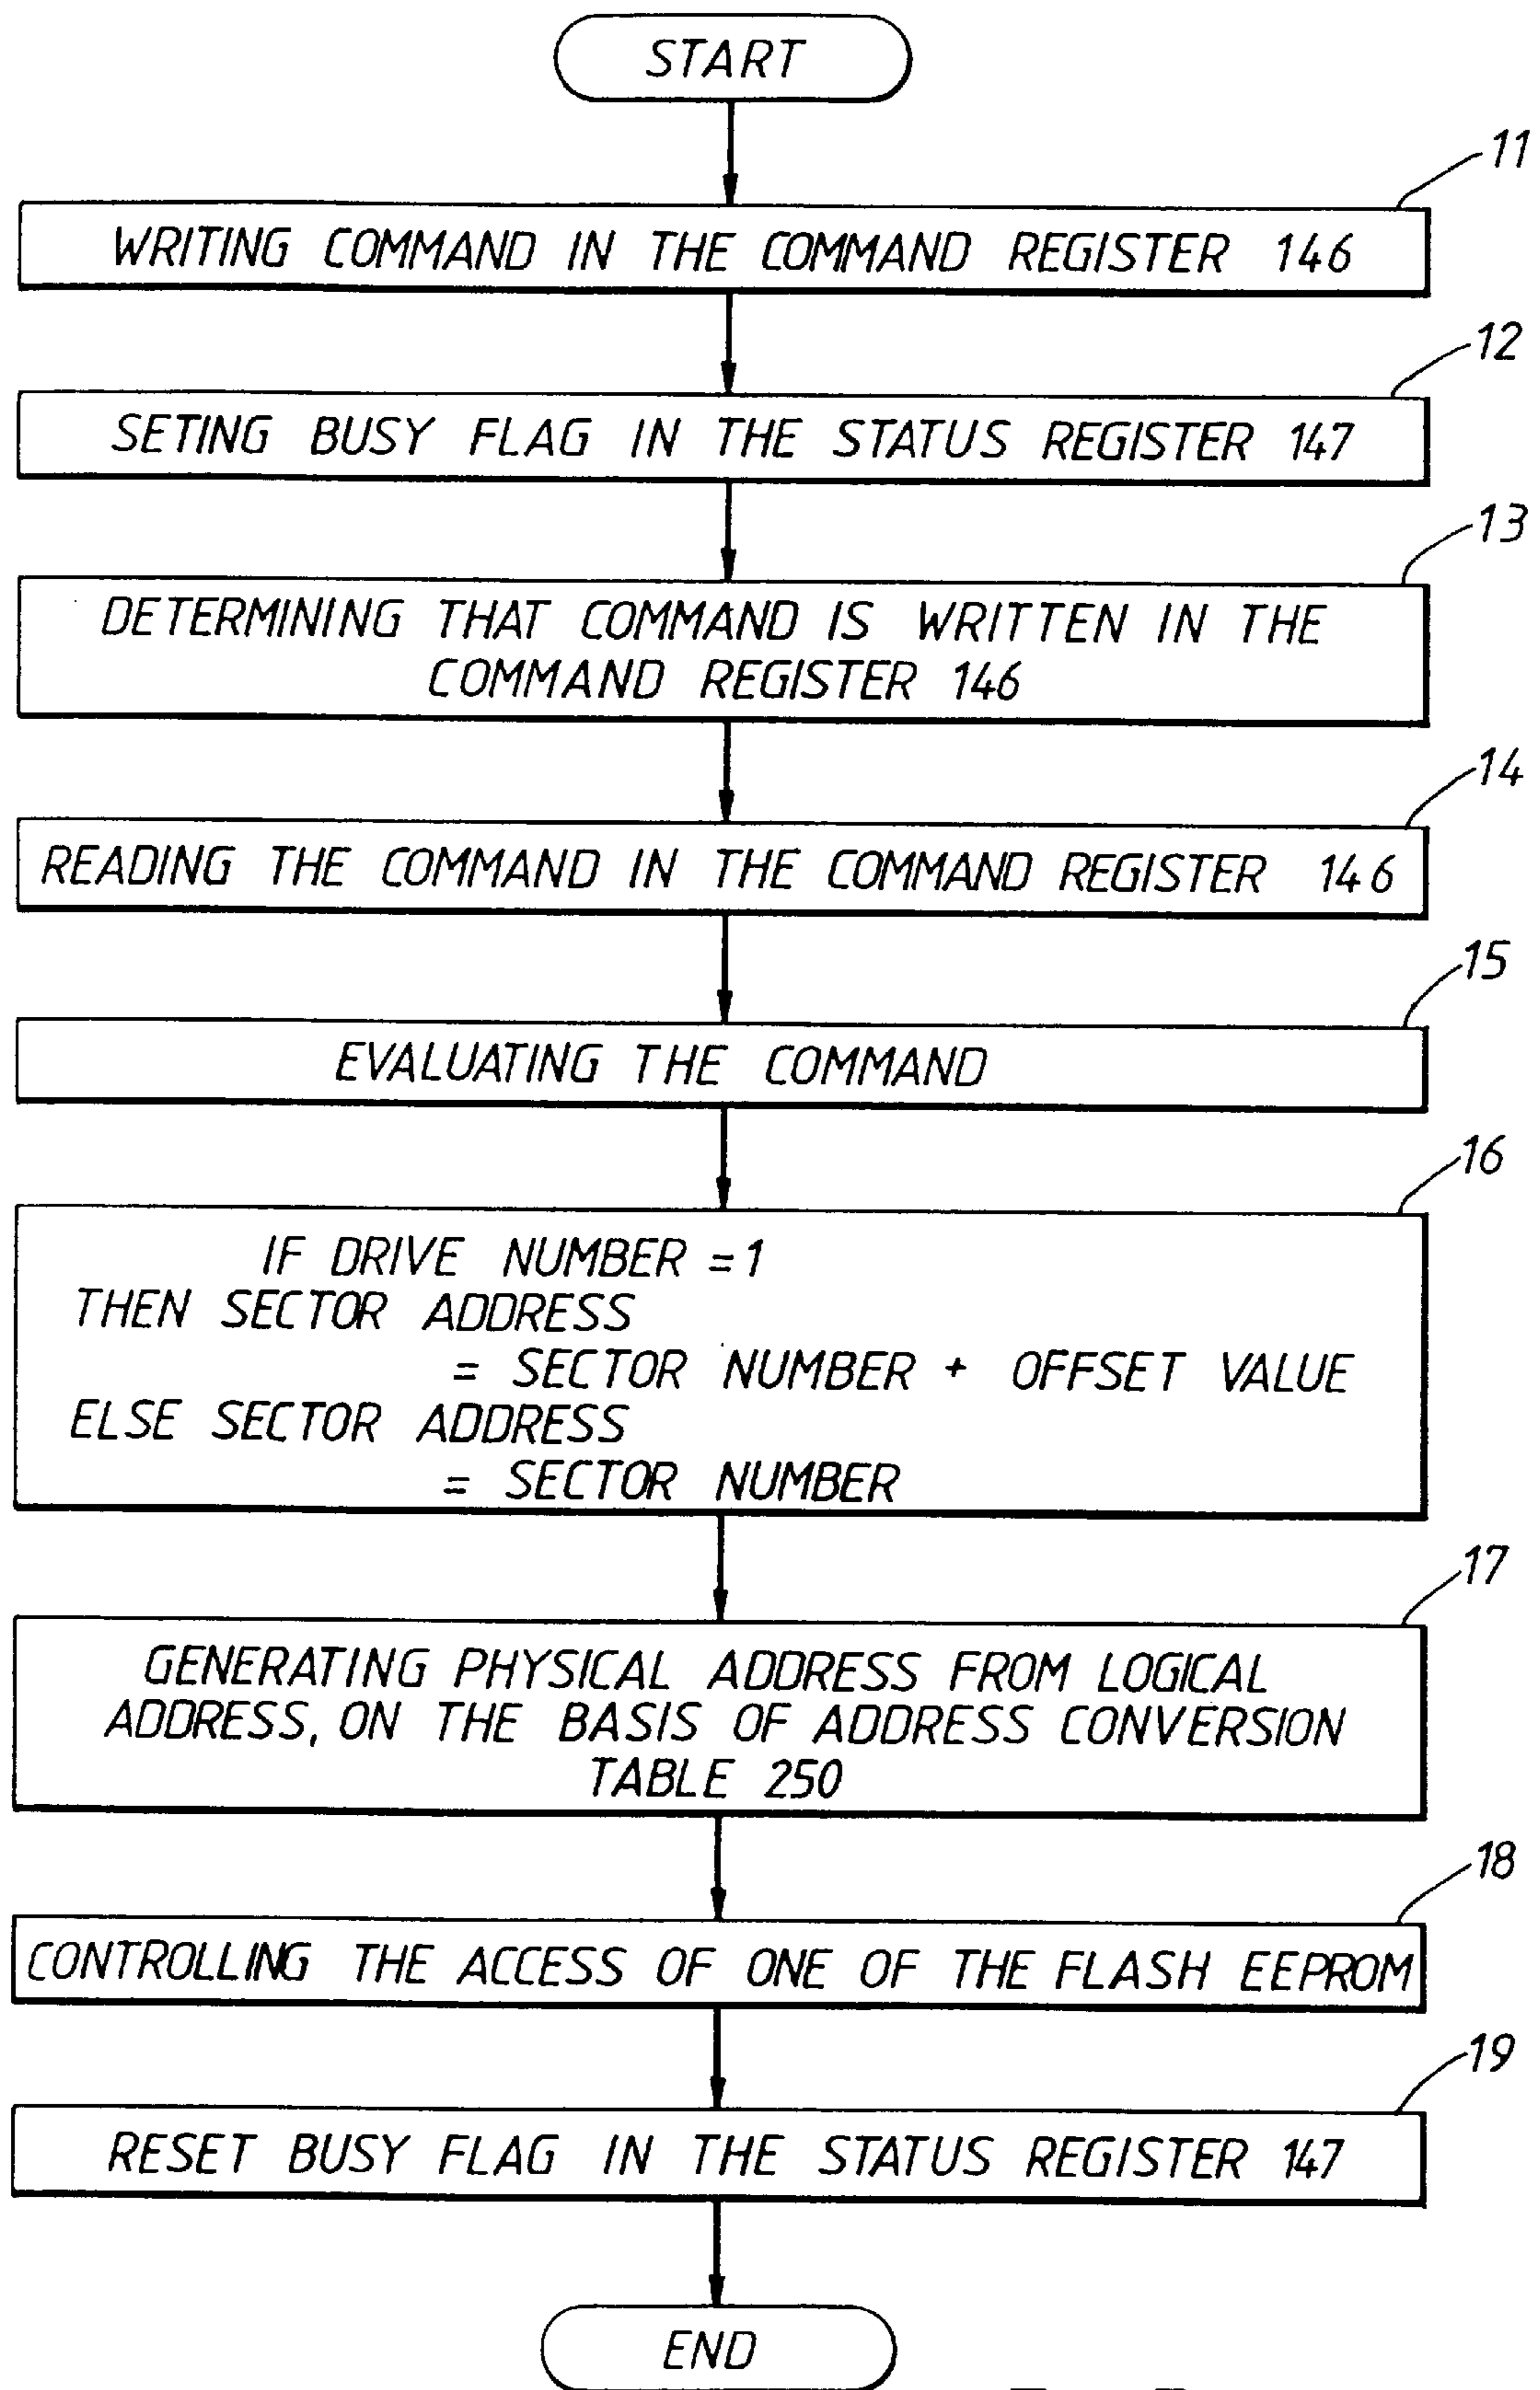 START
11
WRITING COMMAND IN THE COMMAND REGISTER 146
12
SETING BUSY FLAG IN THE STATUS REGISTER 147
13
DETERMINING THAT COMMAND IS WRITTEN IN THE
COMMAND REGISTER 146
14
READING THE COMMAND IN THE COMMAND REGISTER 146
15
EVALUATING THE COMMAND
16
IF DRIVE NUMBER =1
THEN SECTOR ADDRESS
= SECTOR NUMBER + OFFSET VALUE
ELSE SECTOR ADDRESS
= SECTOR NUMBER
17
GENERATING PHYSICAL ADDRESS FROM LOGICAL
ADDRESS, ON THE BASIS OF ADDRESS CONVERSION
TABLE 250
18
CONTROLLING THE ACCESS OF ONE OF THE FLASH EEPROM
19
RESET BUSY FLAG IN THE STATUS REGISTER 147
END